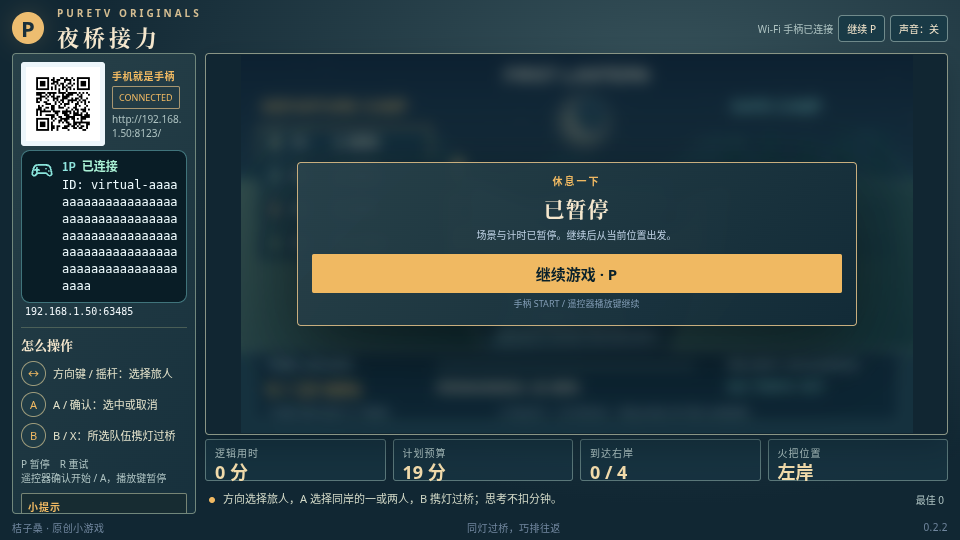 P
PURETV ORIGINALS
夜桥接力
Wi-Fi 手柄已连接
继续 P
声音：关
手机就是手柄
CONNECTED
http://192.168.
1.50:8123/
1P 已连接
ID: virtual-aaaa
aaaaaaaaaaaaaaaa
aaaaaaaaaaaaaaaa
aaaaaaaaaaaaaaaa
aaaaaaaaaaaaaaaa
aaaaaaaaaaaaaaaa
aaaa
192.168.1.50:63485
怎么操作
↔ 方向键 / 摇杆：选择旅人
A A / 确认：选中或取消
B B / X：所选队伍携灯过桥
P 暂停 R 重试
遥控器确认开始 / A，播放键暂停
小提示
休息一下
已暂停
场景与计时已暂停。继续后从当前位置出发。
继续游戏 · P
手柄 START / 遥控器播放键继续
逻辑用时
0 分
计划预算
19 分
到达右岸
0 / 4
火把位置
左岸
方向选择旅人，A 选择同岸的一或两人，B 携灯过桥；思考不扣分钟。
最佳 0
桔子桑 · 原创小游戏
同灯过桥，巧排往返
0.2.2